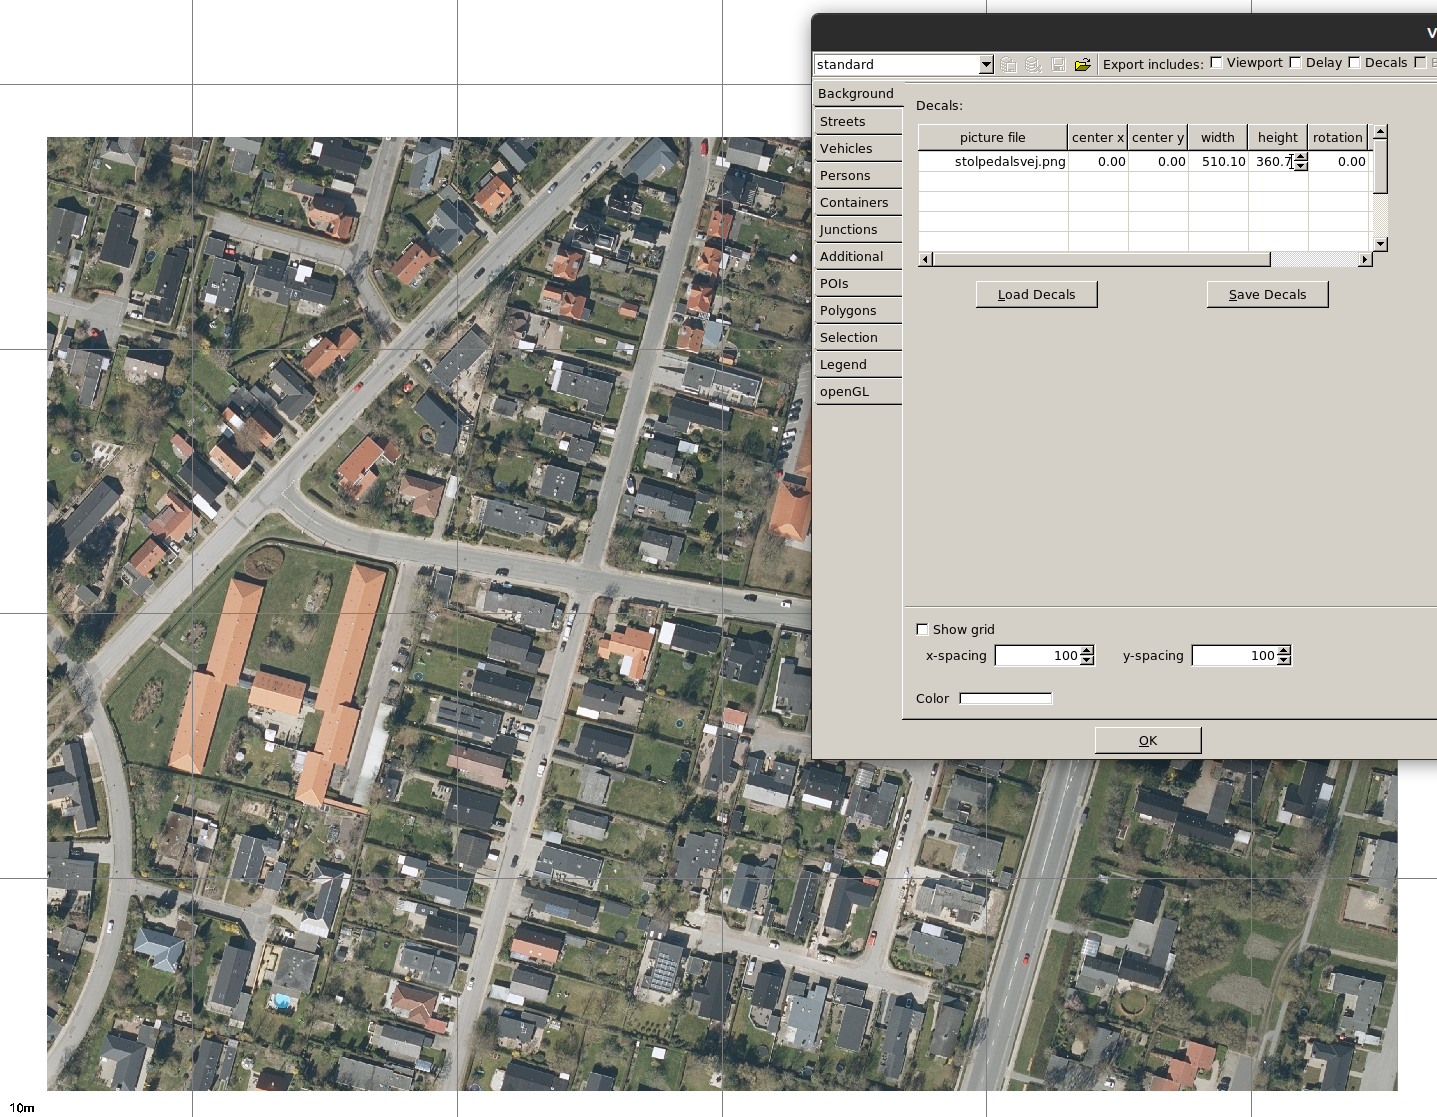 V
standard
Export includes: Viewport Delay Decals
Background
Streets
Vehicles
Persons
Containers
Junctions
Additional
POIs
Polygons
Selection
Legend
openGL
Decals:
picture file center x center y width height rotation
stolpedalsvej.png 0.00 0.00 510.10 360.7 0.00
Load Decals Save Decals
Show grid
x-spacing 100 y-spacing 100
Color
OK
10m